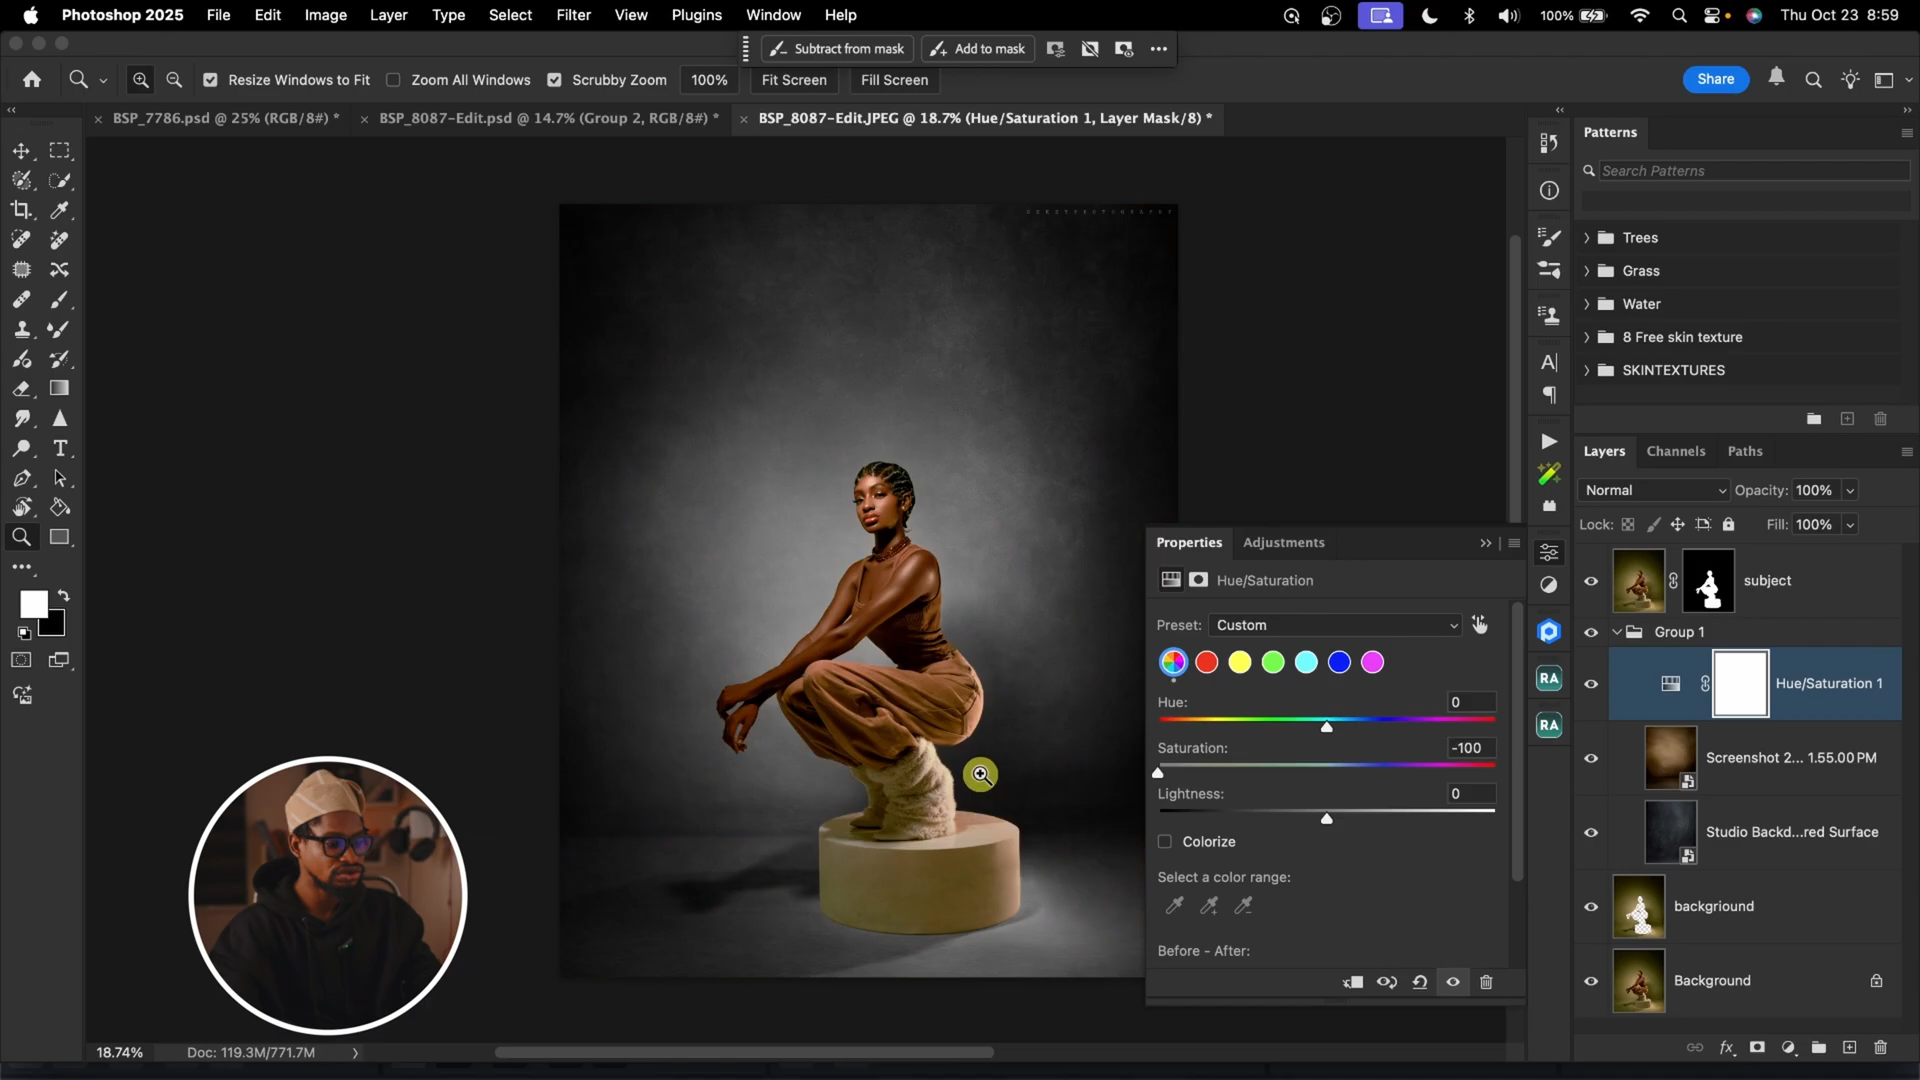 Photoshop 2025 File Edit Image Layer Type Select Filter View Plugins Window Help 100% Thu Oct 23 8:59
Subtract from mask Add to mask
Resize Windows to Fit Zoom All Windows Scrubby Zoom 100% Fit Screen Fill Screen Share
BSP_7786.psd @ 25% (RGB/8#) * BSP_8087-Edit.psd @ 14.7% (Group 2, RGB/8#) * BSP_8087-Edit.JPEG @ 18.7% (Hue/Saturation 1, Layer Mask/8) *
Patterns
Search Patterns
Trees
Grass
Water
8 Free skin texture
SKINTEXTURES
Layers Channels Paths
Normal Opacity: 100%
Lock: Fill: 100%
subject
Group 1
Hue/Saturation 1
Screenshot 2... 1.55.00 PM
Studio Backd...red Surface
backgriound
Background
Properties Adjustments
Hue/Saturation
Preset: Custom
Hue: 0
Saturation: -100
Lightness: 0
Colorize
Select a color range:
Before - After:
RA
RA
18.74% Doc: 119.3M/771.7M